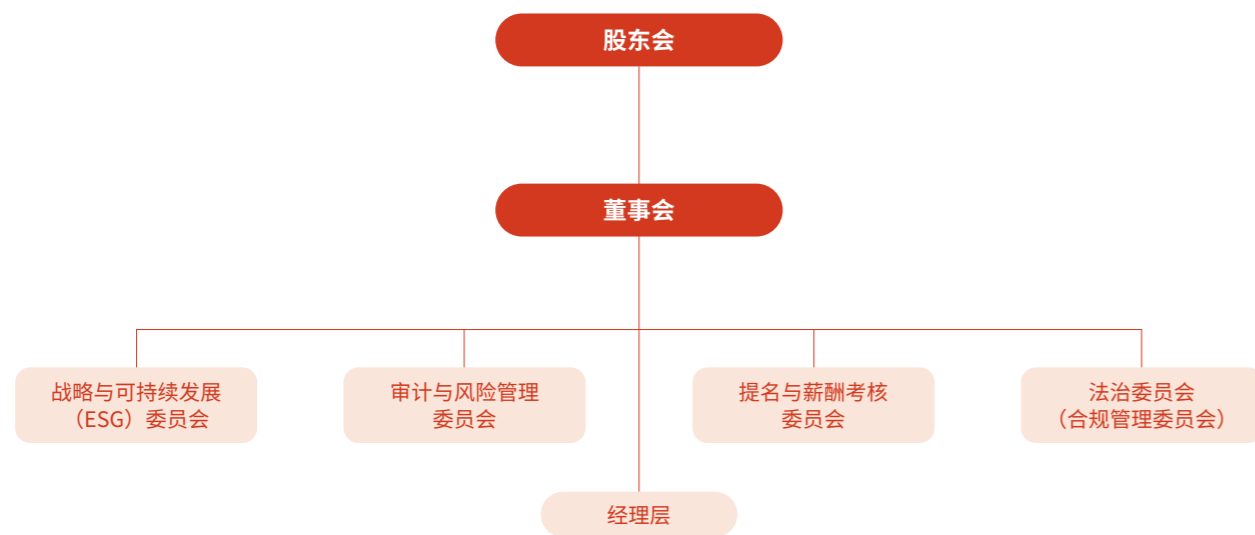 股东会
董事会
战略与可持续发展
（ESG）委员会
审计与风险管理
委员会
提名与薪酬考核
委员会
法治委员会
（合规管理委员会）
经理层